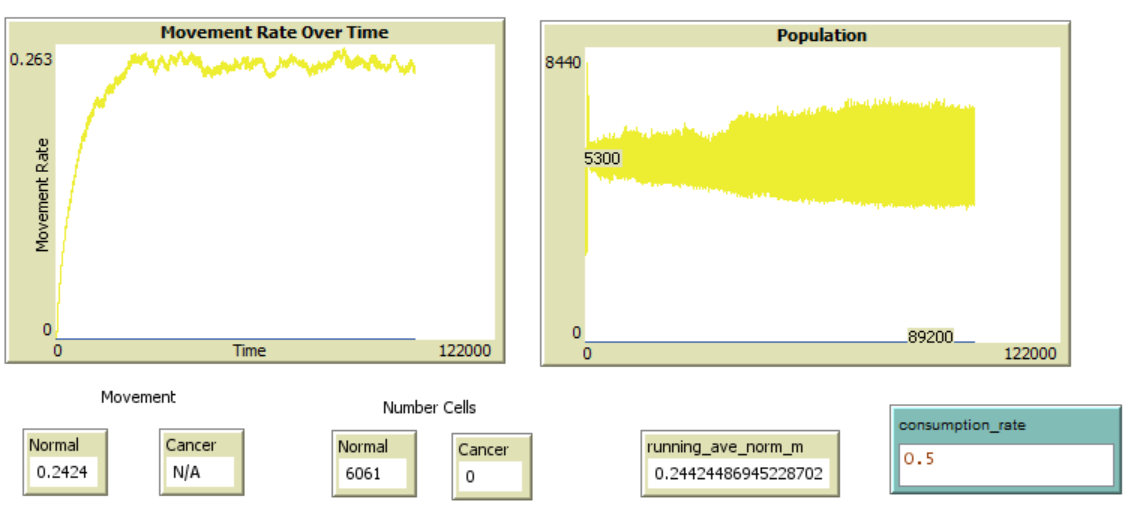 Movement Rate Over Time
0.263
Movement Rate
0
0
Time
122000
Population
8440
5300
0
89200
0
122000
Movement
Normal
0.2424
Cancer
N/A
Number Cells
Normal
6061
Cancer
0
running_ave_norm_m
0.24424486945228702
consumption_rate
0.5